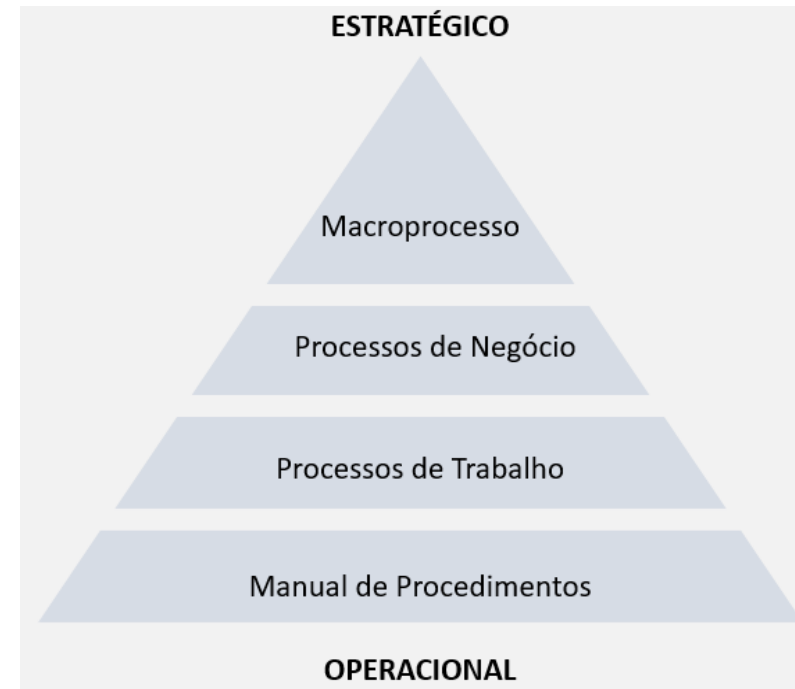 ESTRATÉGICO
Macroprocesso
Processos de Negócio
Processos de Trabalho
Manual de Procedimentos
OPERACIONAL